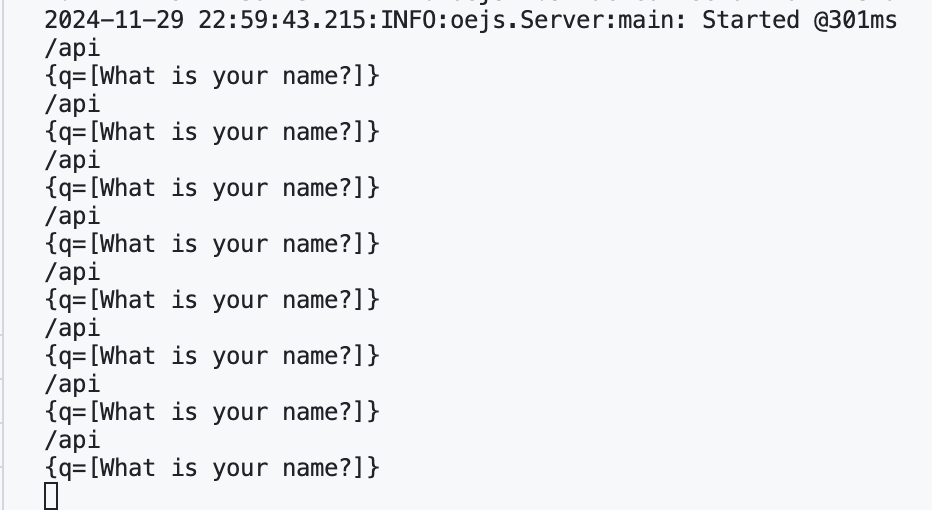 2024-11-29 22:59:43.215:INFO:oejs.Server:main: Started @301ms
/api
{q=[What is your name?]}
/api
{q=[What is your name?]}
/api
{q=[What is your name?]}
/api
{q=[What is your name?]}
/api
{q=[What is your name?]}
/api
{q=[What is your name?]}
/api
{q=[What is your name?]}
/api
{q=[What is your name?]}